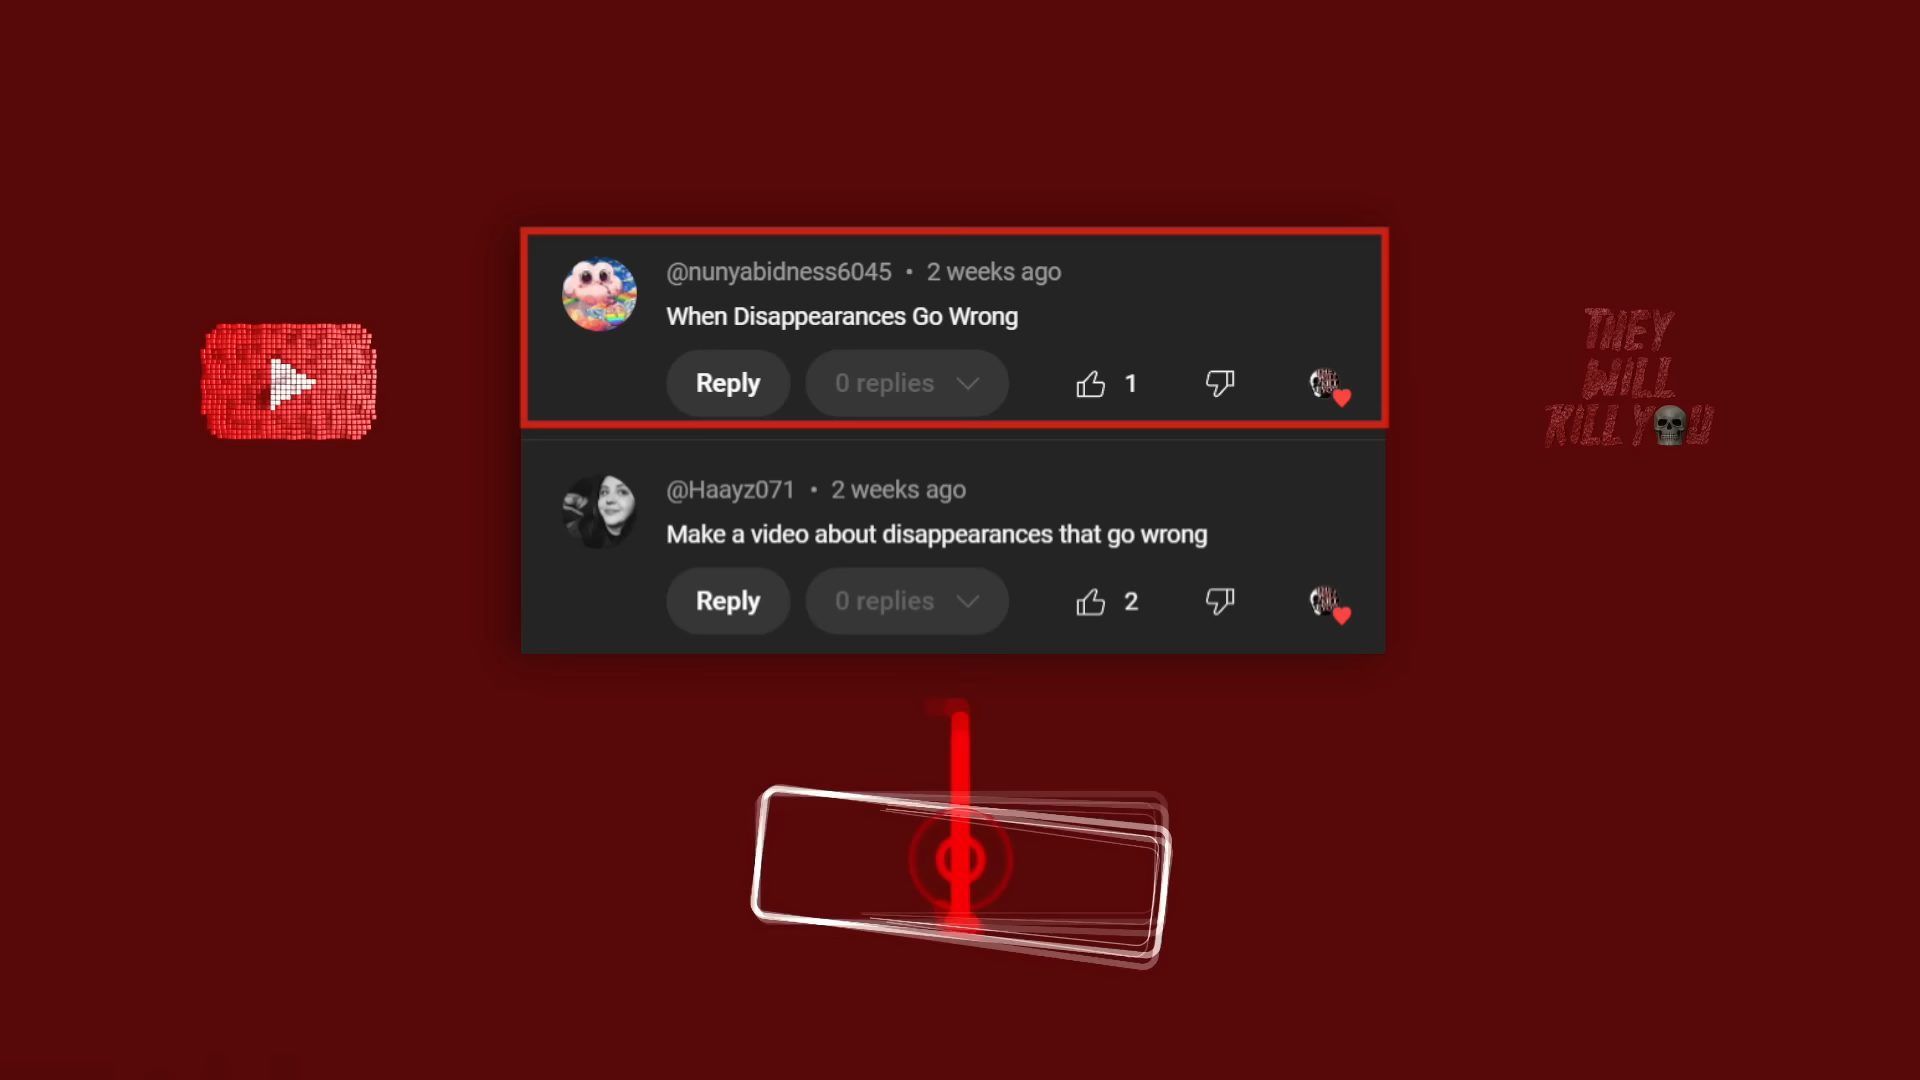 @nunyabidness6045 • 2 weeks ago
When Disappearances Go Wrong
Reply 0 replies 1
@Haayz071 • 2 weeks ago
Make a video about disappearances that go wrong
Reply 0 replies 2
THEY
WILL
KILL YOU